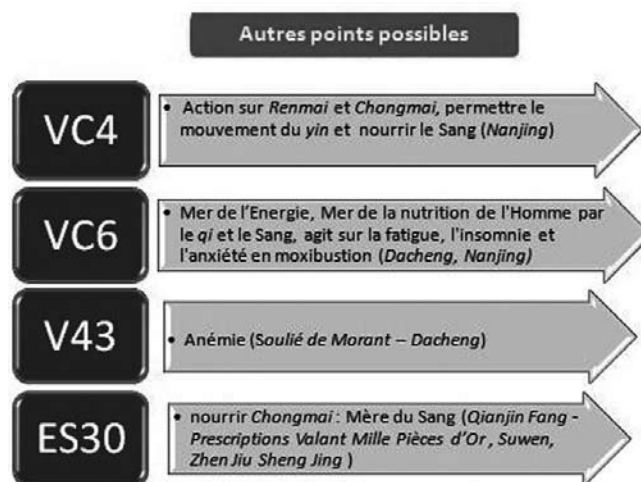 Autres points possibles
VC4
• Action sur Renmai et Chongmai, permettre le
mouvement du yin et nourrir le Sang (Nanjing)
VC6
• Mer de l'Energie, Mer de la nutrition de l'Homme par
le qi et le Sang, agit sur la fatigue, l'insomnie et
l'anxiété en moxibustion (Dacheng, Nanjing)
V43
• Anémie (Soulié de Morant – Dacheng)
ES30
• nourrir Chongmai : Mère du Sang (Qianjin Fang -
Prescriptions Valant Mille Pièces d'Or , Suwen,
Zhen Jiu Sheng Jing )